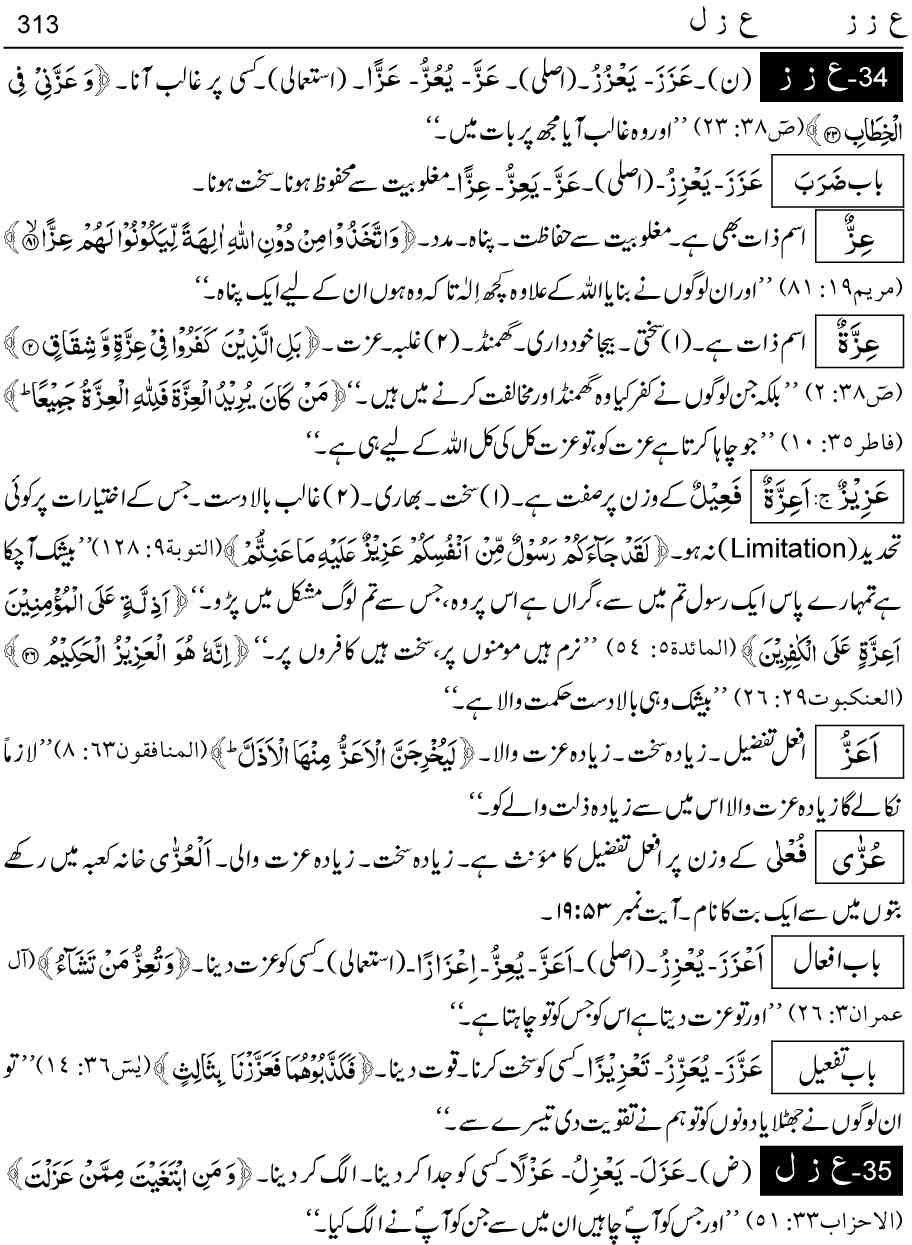 ع ز ز ع ز ل 313
34-ع ز ز (ن)۔عَزَزَ۔ یَعْزُزُ۔(اصلی)۔ عَزَّ۔ یُعُزُّ۔ عَزًّا۔ (استعمالی)۔کسی پر غالب آنا۔ ﴿وَ عَزَّنِیْ فِی
الْخِطَابِ ﴿۲۳﴾﴾(صٓ۳۸: ۲۳) ’’اور وہ غالب آیا مجھ پر بات میں۔‘‘
باب ضَرَبَ عَزَزَ۔یَعْزِزُ۔(اصلی)۔عَزَّ۔یَعِزُّ۔عِزًّا۔مغلوبیت سے محفوظ ہونا۔سخت ہونا۔
عِزٌّ اسم ذات بھی ہے۔مغلوبیت سے حفاظت۔ پناہ۔ مدد۔﴿وَاتَّخَذُوْا مِنْ دُوْنِ اللّٰهِ اٰلِهَةً لِّیَكُوْنُوْا لَهُمْ عِزًّا ﴿۸۱﴾ۙ﴾
(مریم۱۹: ۸۱) ’’اور ان لوگوں نے بنایا اللہ کے علاوہ کچھ اِلٰہ تا کہ وہ ہوں ان کے لیے ایک پناہ۔‘‘
عِزَّةٌ اسم ذات ہے۔(۱) سختی۔ بیجا خودداری۔گھمنڈ۔(۲) غلبہ۔عزت۔﴿بَلِ الَّذِیْنَ كَفَرُوْا فِیْ عِزَّةٍ وَّ شِقَاقٍ ﴿۲﴾﴾
(صٓ۳۸: ۲) ’’بلکہ جن لوگوں نے کفر کیا وہ گھمنڈ اور مخالفت کرنے میں ہیں۔‘‘﴿مَنْ كَانَ یُرِیْدُ الْعِزَّةَ فَلِلّٰهِ الْعِزَّةُ جَمِیْعًا ؕ﴾
(فاطر۳۵: ۱۰) ’’جو چاہا کرتا ہے عزت کو،تو عزت کل کی کل اللہ کے لیے ہی ہے۔‘‘
عَزِیْزٌ ج: اَعِزَّةٌ فَعِیْلٌ کے وزن پر صفت ہے۔(۱) سخت۔ بھاری۔(۲) غالب بالا دست۔جس کے اختیارات پر کوئی
تحدید(Limitation)نہ ہو۔﴿لَقَدْ جَآءَكُمْ رَسُوْلٌ مِّنْ اَنْفُسِكُمْ عَزِیْزٌ عَلَیْهِ مَا عَنِتُّمْ﴾(التوبة۹: ۱۲۸)’’بیشک آ چکا
ہے تمہارے پاس ایک رسول تم میں سے،گراں ہے اس پر وہ،جس سے تم لوگ مشکل میں پڑو۔‘‘﴿اَذِلَّةٍ عَلَی الْمُؤْمِنِیْنَ
اَعِزَّةٍ عَلَی الْكٰفِرِیْنَ﴾(المائدة۵: ۵۴) ’’نرم ہیں مومنوں پر،سخت ہیں کافروں پر۔‘‘﴿اِنَّهٗ هُوَ الْعَزِیْزُ الْحَكِیْمُ ﴿۲۶﴾﴾
(العنکبوت۲۹: ۲۶) ’’بیشک وہی بالا دست حکمت والا ہے۔‘‘
اَعَزُّ افعل تفضیل۔زیادہ سخت۔زیادہ عزت والا۔﴿لَیُخْرِجَنَّ الْاَعَزُّ مِنْهَا الْاَذَلَّ ؕ﴾(المنافقون۶۳: ۸)’’لازماً
نکالے گا زیادہ عزت والا اس میں سے زیادہ ذلت والے کو۔‘‘
عُزّٰی فُعْلٰی کے وزن پر افعل تفضیل کا مؤنث ہے۔ زیادہ سخت۔ زیادہ عزت والی۔ اَلْعُزّٰی خانہ کعبہ میں رکھے
بتوں میں سے ایک بت کا نام۔آیت نمبر ۵۳:۱۹۔
باب افعال اَعْزَزَ۔یُعْزِزُ۔(اصلی)۔اَعَزَّ۔یُعِزُّ۔اِعْزَازًا۔(استعمالی)۔کسی کو عزت دینا۔﴿وَتُعِزُّ مَنْ تَشَآءُ﴾(آل
عمران۳: ۲۶) ’’اور تو عزت دیتا ہے اس کو جس کو تو چاہتا ہے۔‘‘
باب تفعیل عَزَّزَ۔ یُعَزِّزُ۔ تَعْزِیْزًا۔کسی کو سخت کرنا۔قوت دینا۔﴿فَكَذَّبُوْهُمَا فَعَزَّزْنَا بِثَالِثٍ﴾(یٰسٓ۳۶: ۱۴)’’تو
ان لوگوں نے جھٹلایا دونوں کو تو ہم نے تقویت دی تیسرے سے۔‘‘
35-ع ز ل (ض)۔عَزَلَ۔ یَعْزِلُ۔ عَزْلًا۔کسی کو جدا کر دینا۔الگ کر دینا۔ ﴿وَ مَنِ ابْتَغَیْتَ مِمَّنْ عَزَلْتَ﴾
(الاحزاب۳۳: ۵۱) ’’اور جس کو آپؐ چاہیں ان میں سے جن کو آپؐ نے الگ کیا۔‘‘